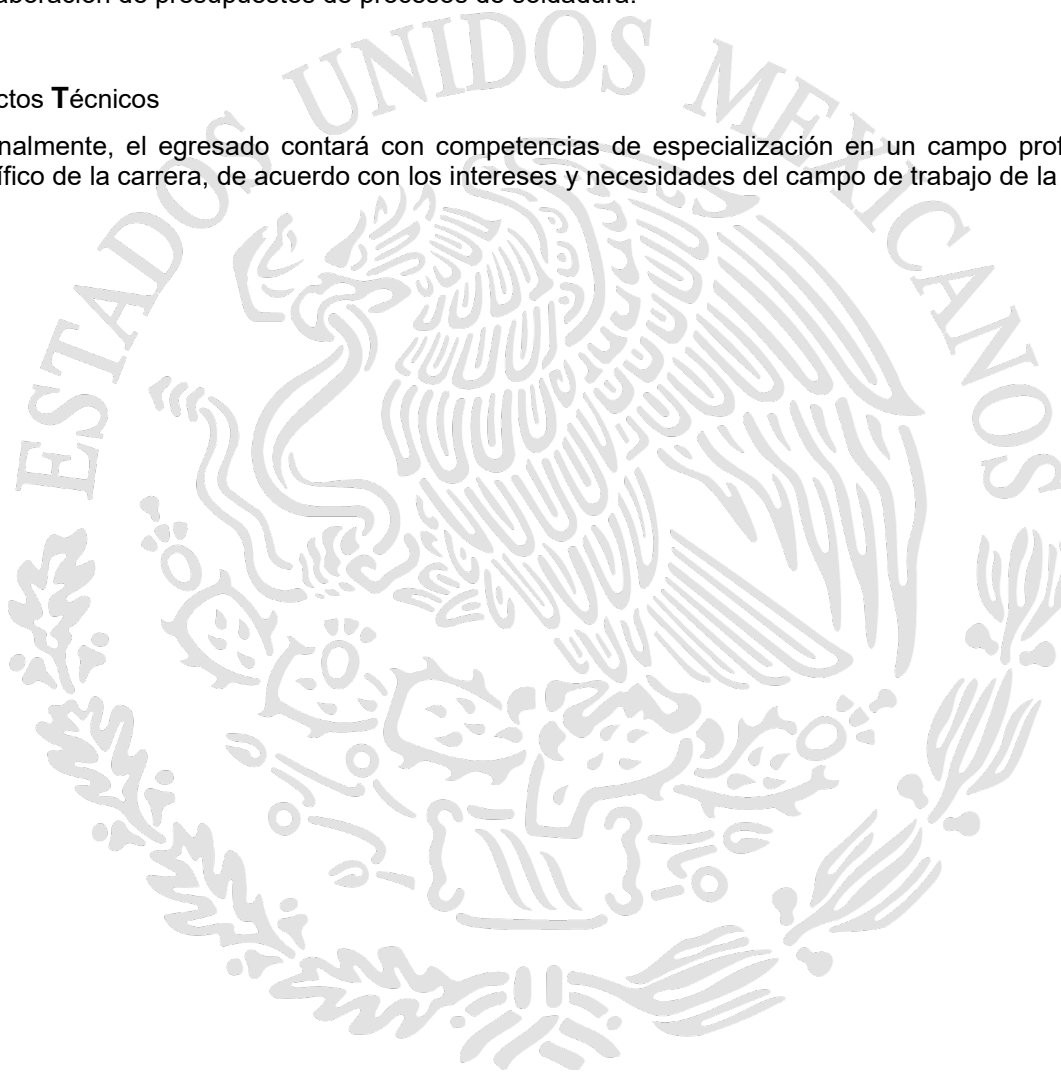 aboración de presupuestos de procesos de soldadura.
ctos Técnicos
nalmente, el egresado contará con competencias de especialización en un campo prof
ífico de la carrera, de acuerdo con los intereses y necesidades del campo de trabajo de la
ESTADOS UNIDOS MEXICANOS